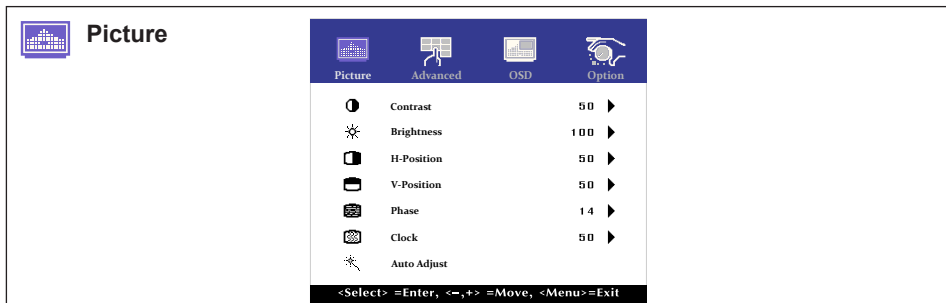 Picture
Picture Advanced OSD Option
Contrast 50
Brightness 100
H-Position 50
V-Position 50
Phase 14
Clock 50
Auto Adjust
<Select> =Enter, <−,+> =Move, <Menu>=Exit